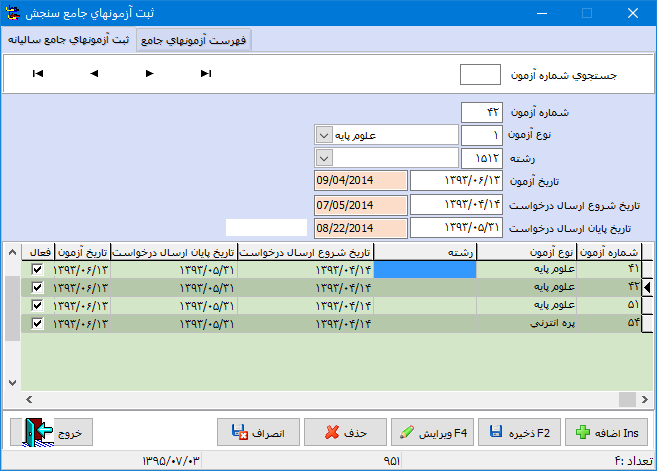 ثبت آزمونهاي جامع سنجش
فهرست آزمونهاي جامع
ثبت آزمونهاي جامع ساليانه
جستجوي شماره آزمون
شماره آزمون ۴۲
نوع آزمون ۱ علوم پايه
رشته ۱۵۱۲
تاريخ آزمون ۱۳۹۳/۰۶/۱۳ 09/04/2014
تاريخ شروع ارسال درخواست ۱۳۹۳/۰۴/۱۴ 07/05/2014
تاريخ پايان ارسال درخواست ۱۳۹۳/۰۵/۳۱ 08/22/2014
شماره آزمون نوع آزمون رشته تاريخ شروع ارسال درخواست تاريخ پايان ارسال درخواست تاريخ آزمون فعال
۴۱ علوم پايه ۱۳۹۳/۰۴/۱۴ ۱۳۹۳/۰۵/۳۱ ۱۳۹۳/۰۶/۱۳
۴۲ علوم پايه ۱۳۹۳/۰۴/۱۴ ۱۳۹۳/۰۵/۳۱ ۱۳۹۳/۰۶/۱۳
۵۱ علوم پايه ۱۳۹۳/۰۴/۱۴ ۱۳۹۳/۰۵/۳۱ ۱۳۹۳/۰۶/۱۳
۵۴ پره انترني ۱۳۹۳/۰۴/۱۴ ۱۳۹۳/۰۵/۳۱ ۱۳۹۳/۰۶/۱۳
Ins اضافه F2 ذخيره F4 ويرايش حذف انصراف خروج
تعداد :۴ ۹۵۱ ۱۳۹۵/۰۷/۰۳